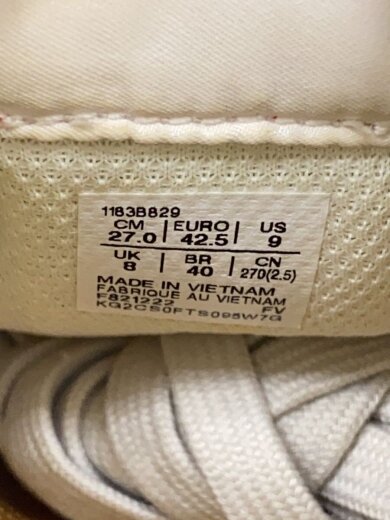 1183B829
CM EURO US
27.0 42.5 9
UK BR CN
8 40 270(2.5)
MADE IN VIETNAM
FABRIQUE AU VIETNAM
F821222 FV
KG2CS0FTS095W7G